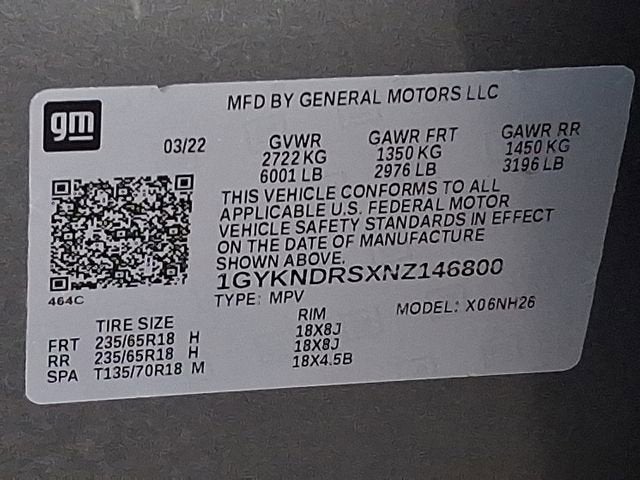 gm
MFD BY GENERAL MOTORS LLC
03/22
GVWR GAWR FRT GAWR RR
2722 KG 1350 KG 1450 KG
6001 LB 2976 LB 3196 LB
THIS VEHICLE CONFORMS TO ALL
APPLICABLE U.S. FEDERAL MOTOR
VEHICLE SAFETY STANDARDS IN EFFECT
ON THE DATE OF MANUFACTURE
SHOWN ABOVE.
464C
1GYKNDRSXNZ146800
TYPE: MPV
MODEL: X06NH26
TIRE SIZE RIM
FRT 235/65R18 H 18X8J
RR 235/65R18 H 18X8J
SPA T135/70R18 M 18X4.5B